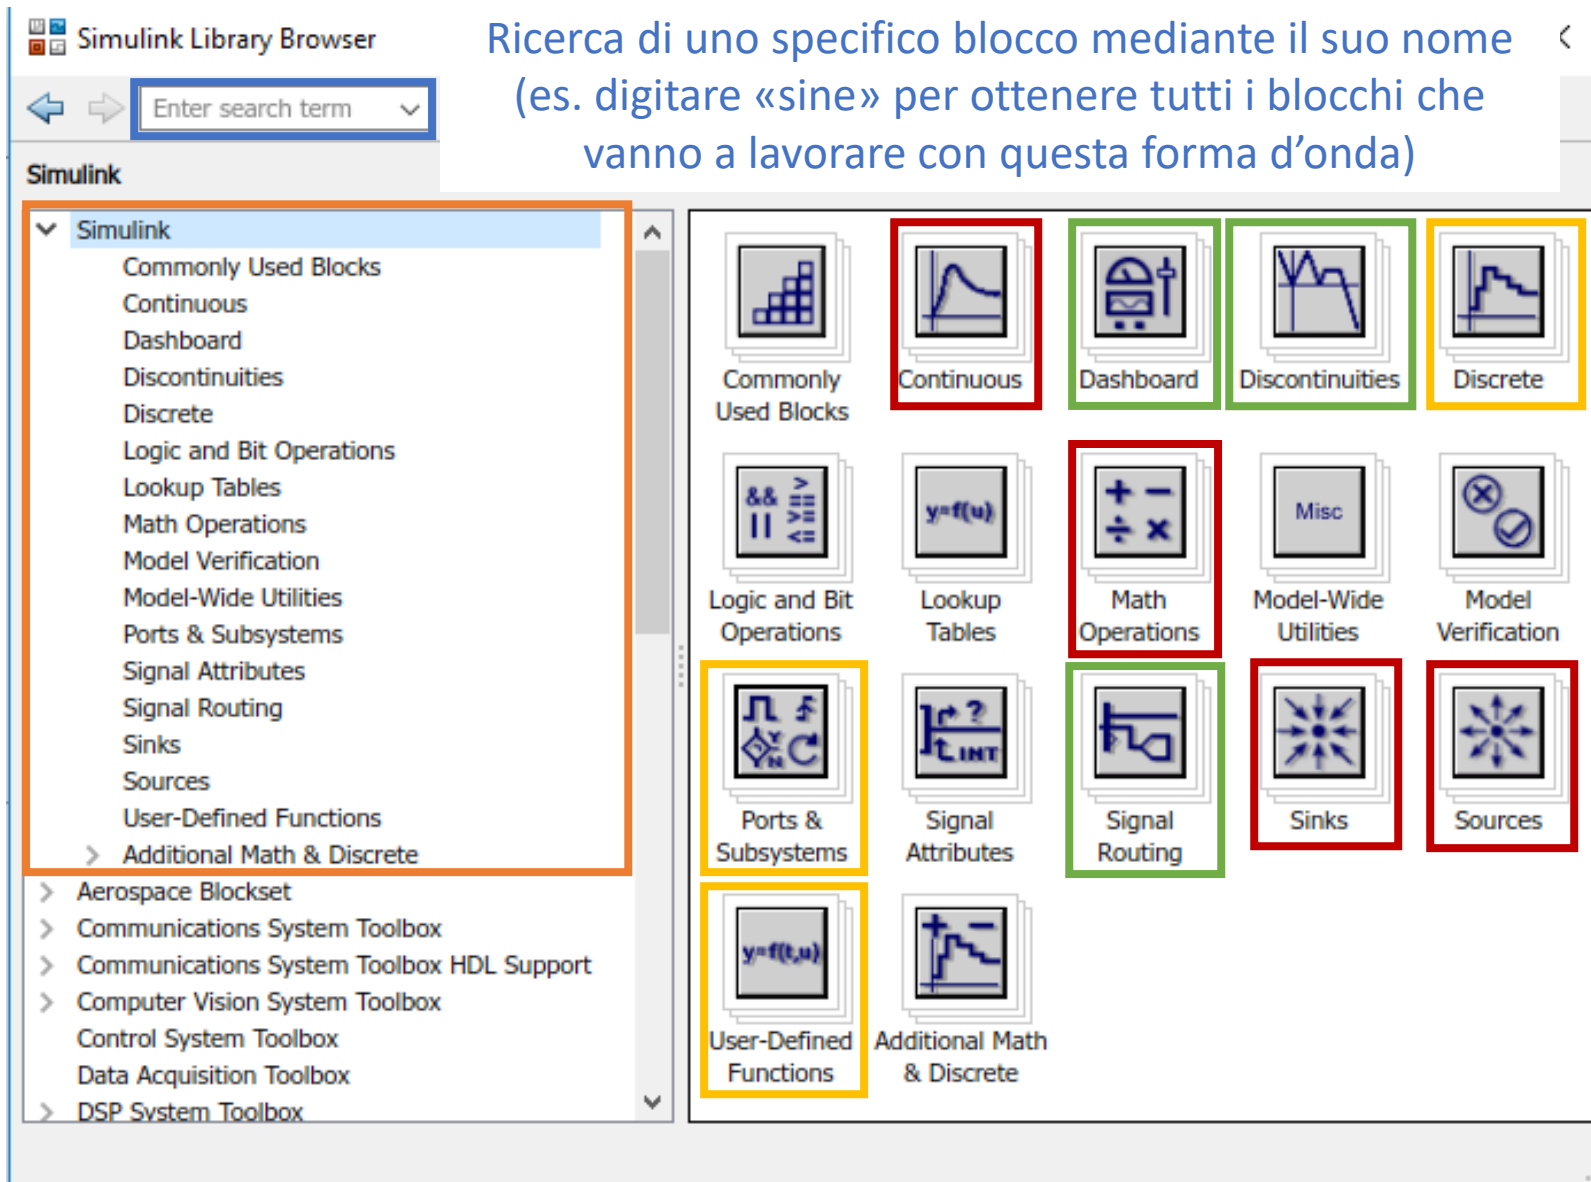 Simulink Library Browser
Ricerca di uno specifico blocco mediante il suo nome
(es. digitare «sine» per ottenere tutti i blocchi che
vanno a lavorare con questa forma d’onda)
Enter search term
Simulink
Simulink
Commonly Used Blocks
Continuous
Dashboard
Discontinuities
Discrete
Logic and Bit Operations
Lookup Tables
Math Operations
Model Verification
Model-Wide Utilities
Ports & Subsystems
Signal Attributes
Signal Routing
Sinks
Sources
User-Defined Functions
Additional Math & Discrete
Aerospace Blockset
Communications System Toolbox
Communications System Toolbox HDL Support
Computer Vision System Toolbox
Control System Toolbox
Data Acquisition Toolbox
DSP System Toolbox
Commonly
Used Blocks
Continuous
Dashboard
Discontinuities
Discrete
&& >
==
|| >=
<=
y=f(u)
+ −
÷ ×
Misc
Logic and Bit
Operations
Lookup
Tables
Math
Operations
Model-Wide
Utilities
Model
Verification
Y
N
?
INT
Ports &
Subsystems
Signal
Attributes
Signal
Routing
Sinks
Sources
y=f(t,u)
+ −
User-Defined
Functions
Additional Math
& Discrete